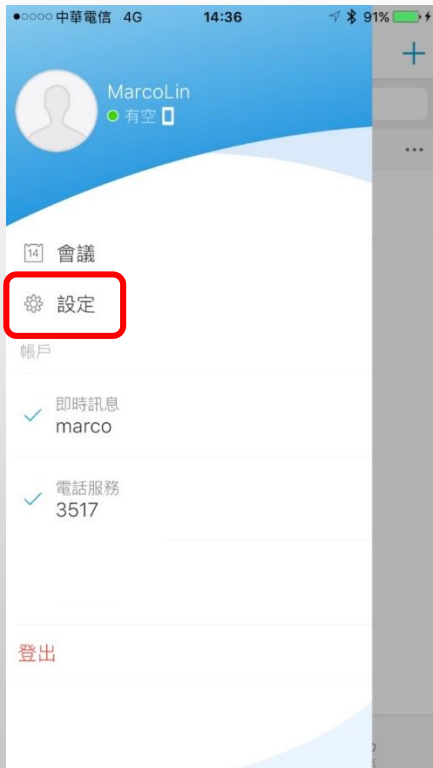 中華電信 4G 14:36 91%
MarcoLin
有空
14 會議
設定
帳戶
即時訊息
marco
電話服務
3517
登出